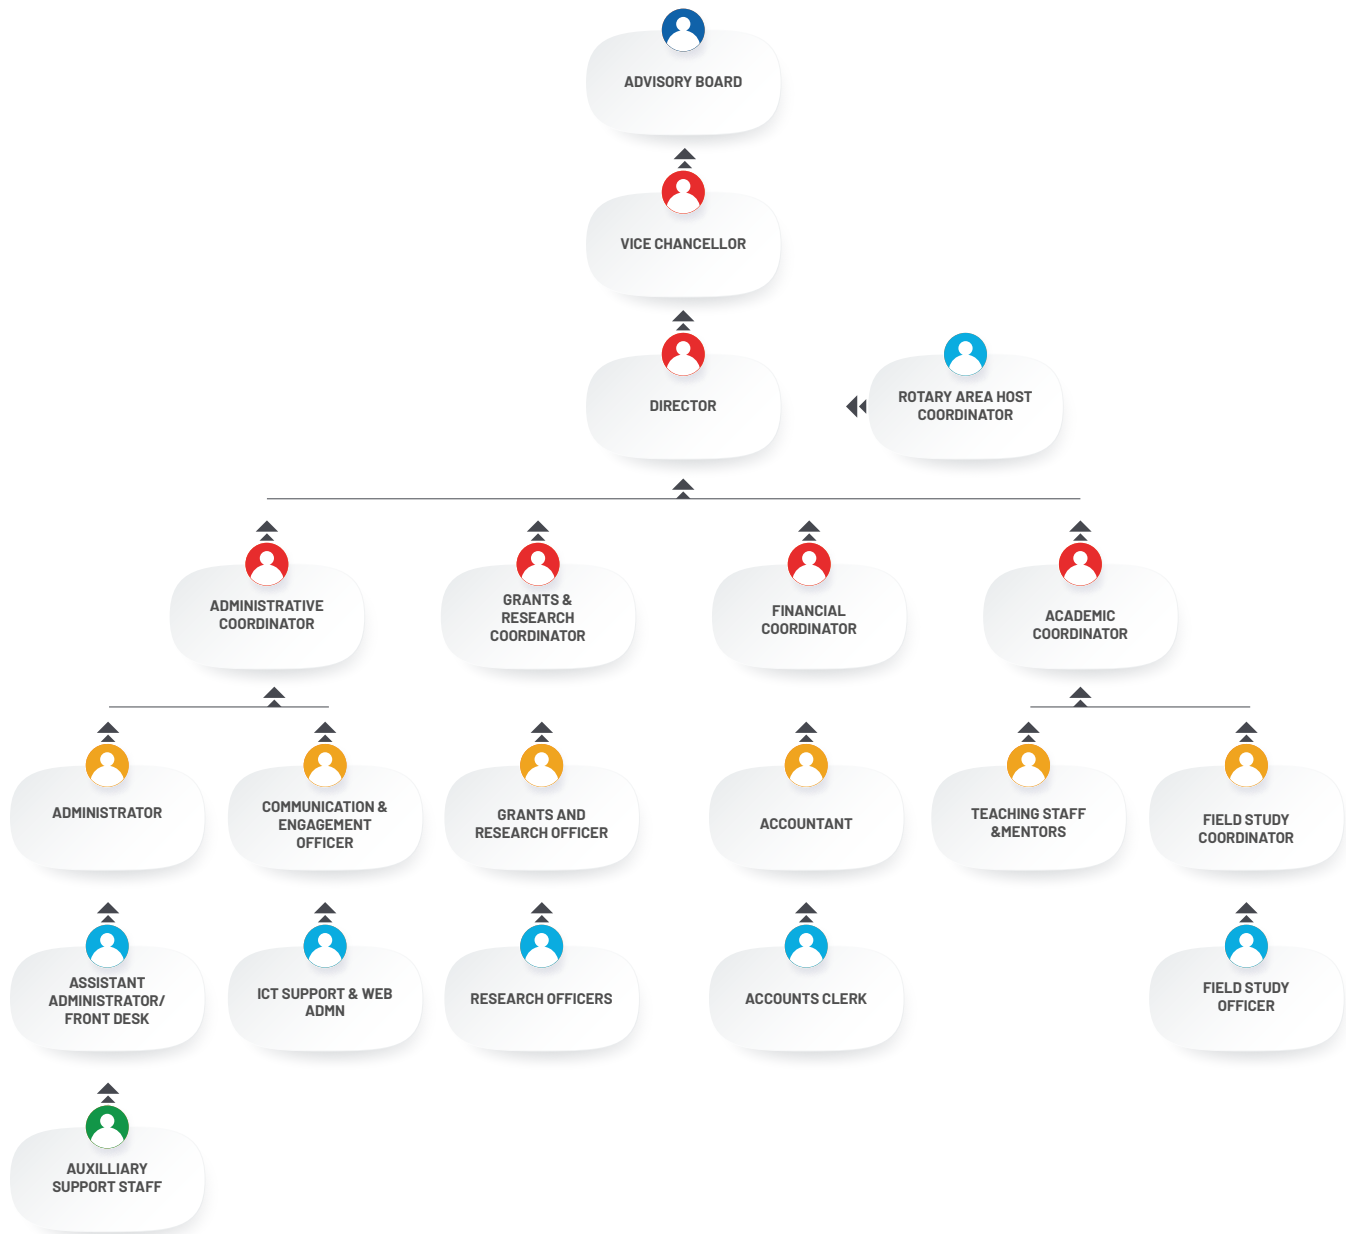 ADVISORY BOARD
VICE CHANCELLOR
DIRECTOR
ROTARY AREA HOST
COORDINATOR
ADMINISTRATIVE
COORDINATOR
GRANTS &
RESEARCH
COORDINATOR
FINANCIAL
COORDINATOR
ACADEMIC
COORDINATOR
ADMINISTRATOR
COMMUNICATION &
ENGAGEMENT
OFFICER
GRANTS AND
RESEARCH OFFICER
ACCOUNTANT
TEACHING STAFF
&MENTORS
FIELD STUDY
COORDINATOR
ASSISTANT
ADMINISTRATOR/
FRONT DESK
ICT SUPPORT & WEB
ADMN
RESEARCH OFFICERS
ACCOUNTS CLERK
FIELD STUDY
OFFICER
AUXILLIARY
SUPPORT STAFF